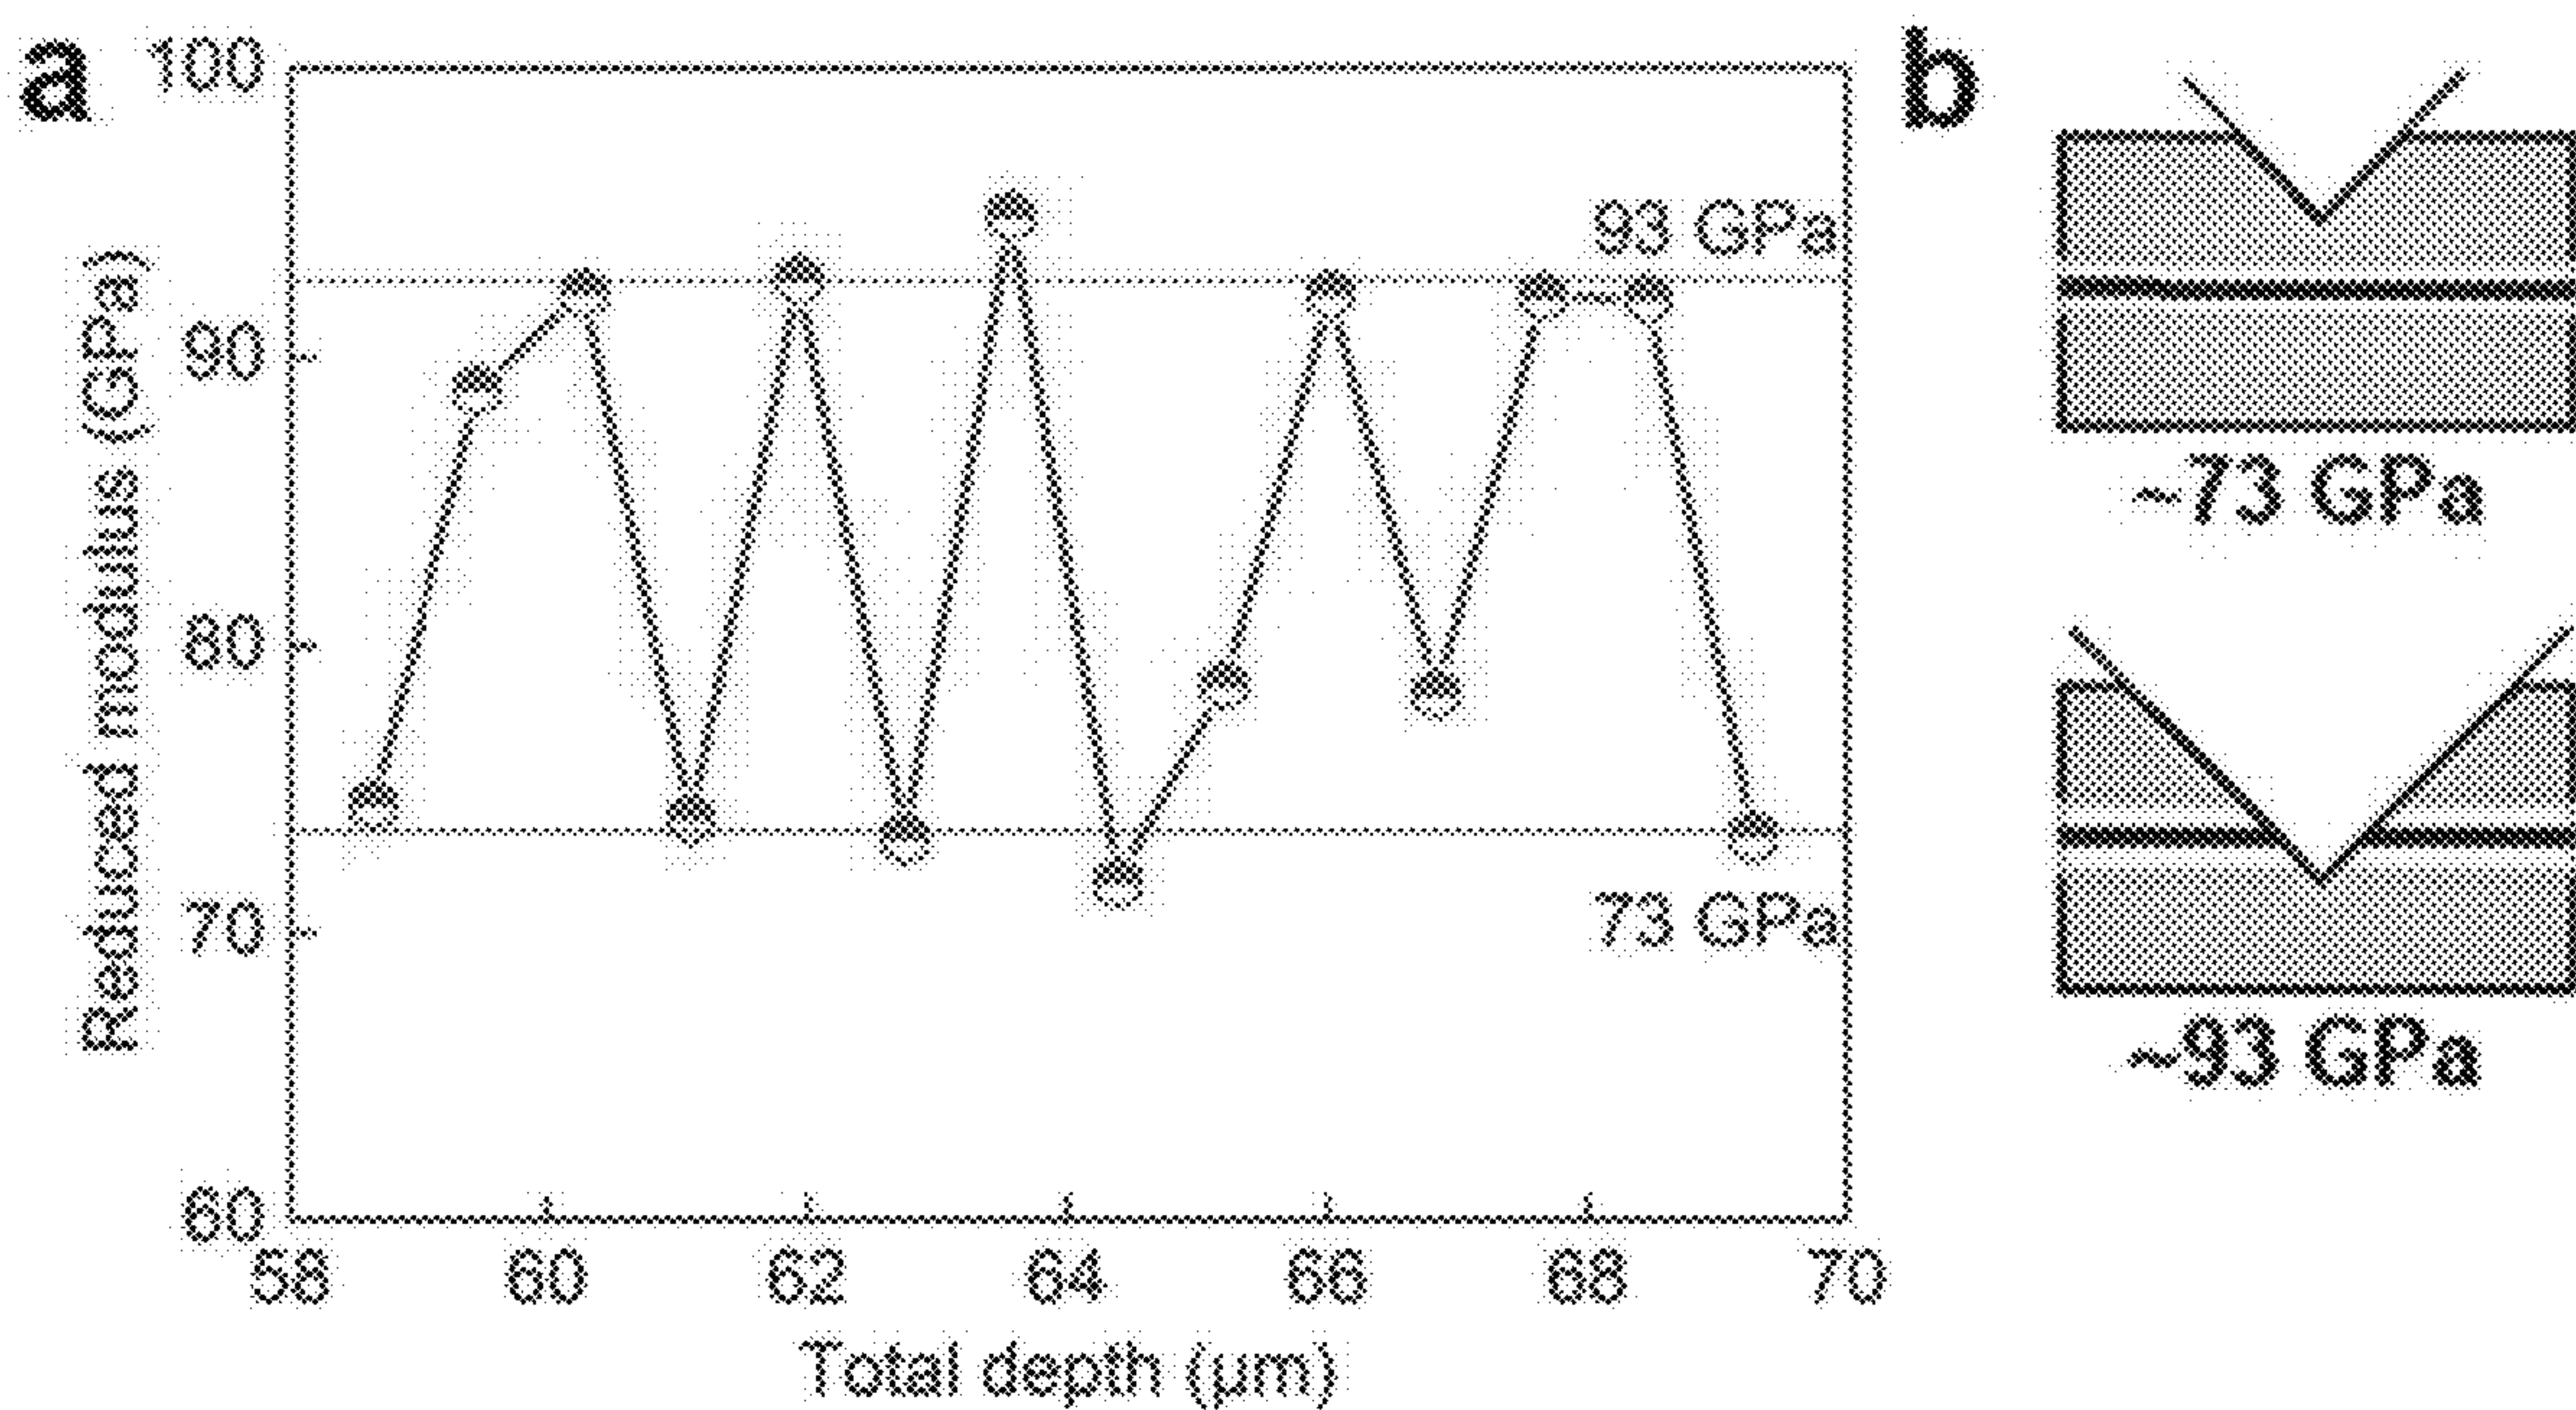 a
100
90
80
70
60
Reduced modulus (GPa)
93 GPa
73 GPa
58 60 62 64 66 68 70
Total depth (μm)
b
~73 GPa
~93 GPa